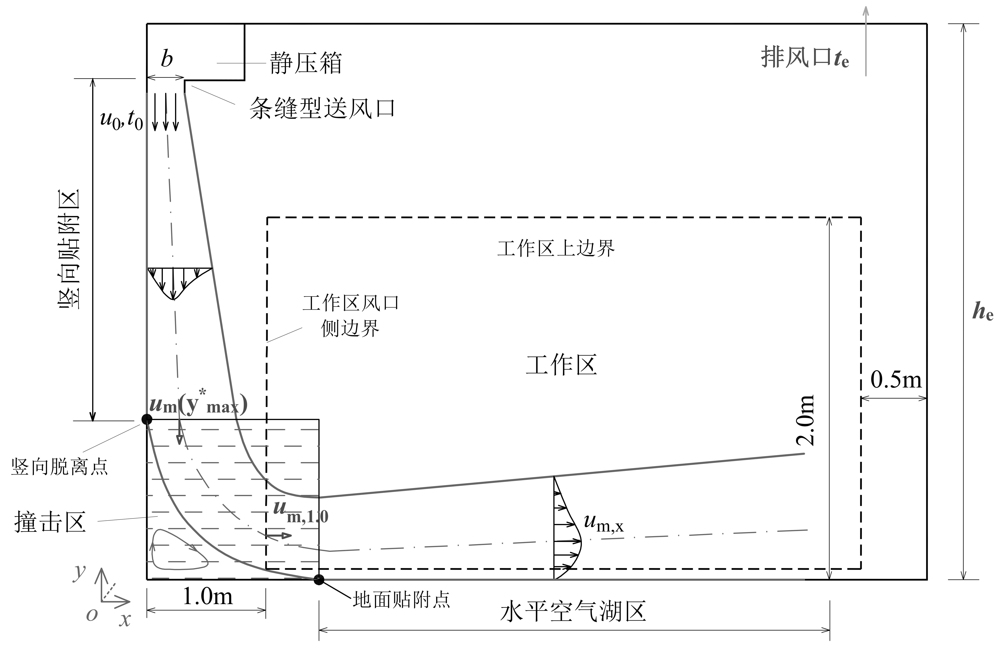 b
静压箱
排风口te
条缝型送风口
u0,t0
竖向贴附区
工作区上边界
工作区风口
侧边界
he
工作区
0.5m
um(y*max)
2.0m
竖向脱离点
um,1.0
撞击区
um,x
y
o
x
1.0m
地面贴附点
水平空气湖区